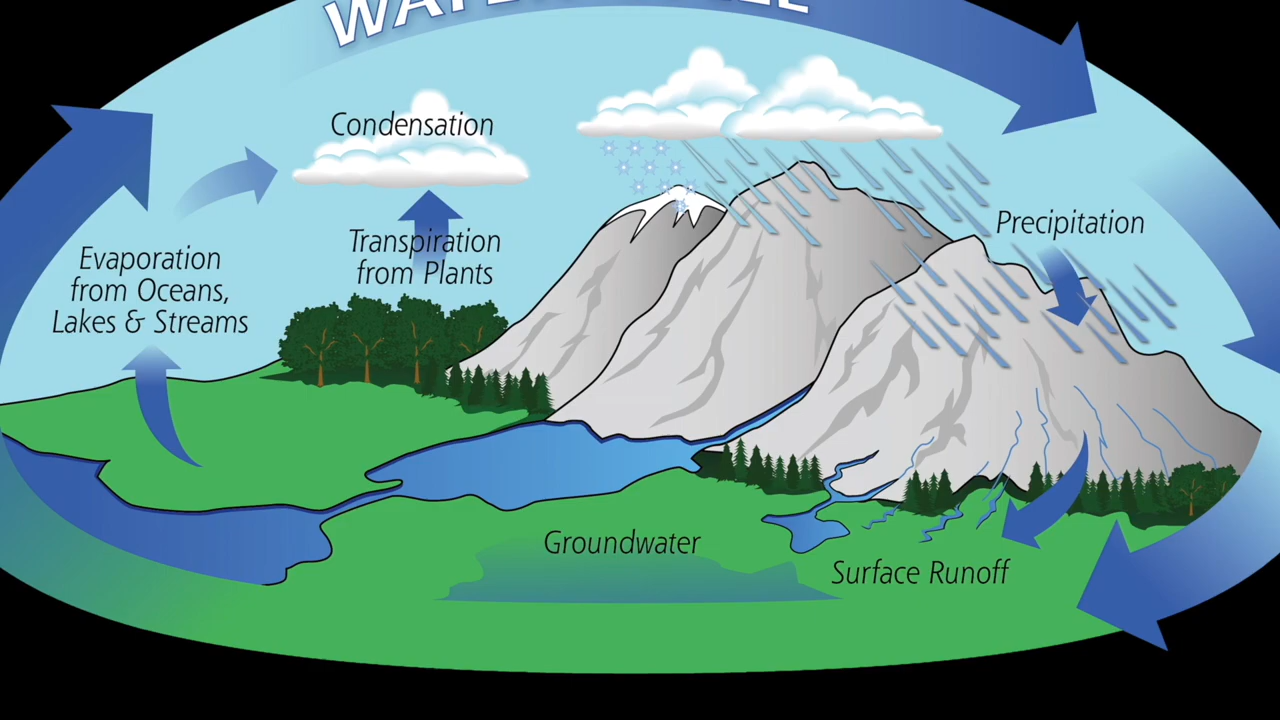 Condensation
Precipitation
Transpiration
from Plants
Evaporation
from Oceans,
Lakes & Streams
Groundwater
Surface Runoff